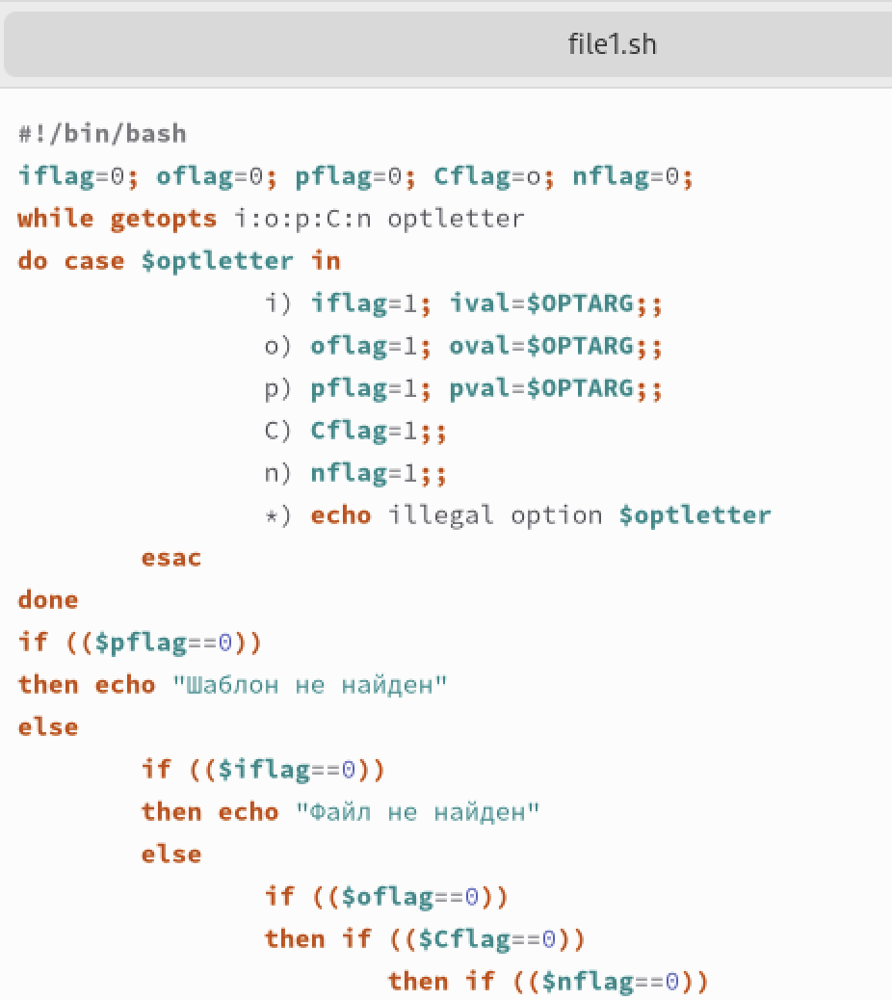 file1.sh
#!/bin/bash
iflag=0; oflag=0; pflag=0; Cflag=o; nflag=0;
while getopts i:o:p:C:n optletter
do case $optletter in
i) iflag=1; ival=$OPTARG;;
o) oflag=1; oval=$OPTARG;;
p) pflag=1; pval=$OPTARG;;
C) Cflag=1;;
n) nflag=1;;
*) echo illegal option $optletter
esac
done
if (($pflag==0))
then echo "Шаблон не найден"
else
if (($iflag==0))
then echo "Файл не найден"
else
if (($oflag==0))
then if (($Cflag==0))
then if (($nflag==0))